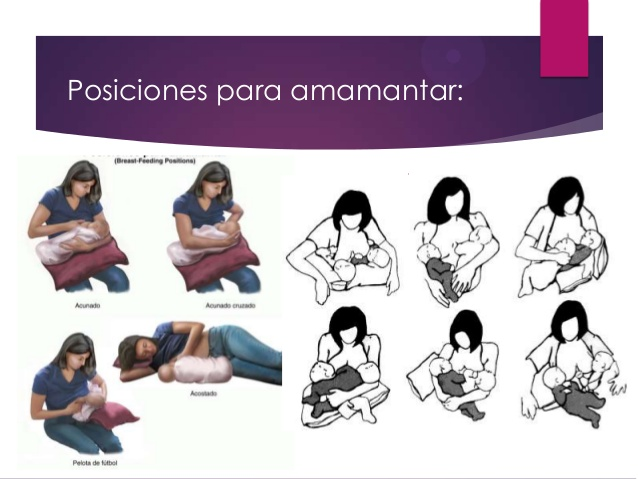 Posiciones para amamantar:
(Breast-Feeding Positions)
Acunado
Acunado cruzado
Acostado
Pelota de fútbol